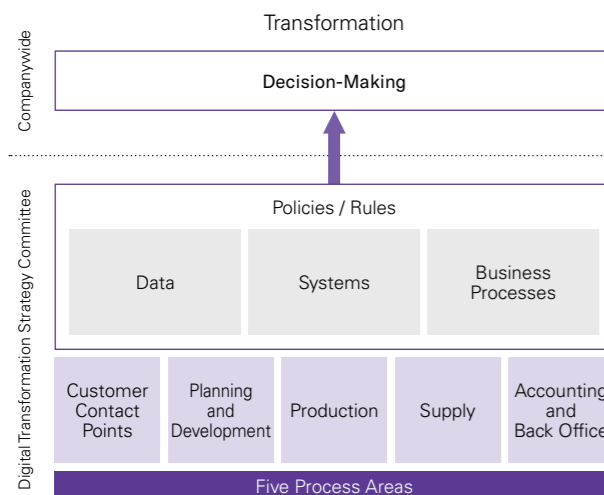 Transformation
Companywide
Decision-Making
Digital Transformation Strategy Committee
Policies / Rules
Data
Systems
Business
Processes
Customer
Contact
Points
Planning
and
Development
Production
Supply
Accounting
and
Back Office
Five Process Areas